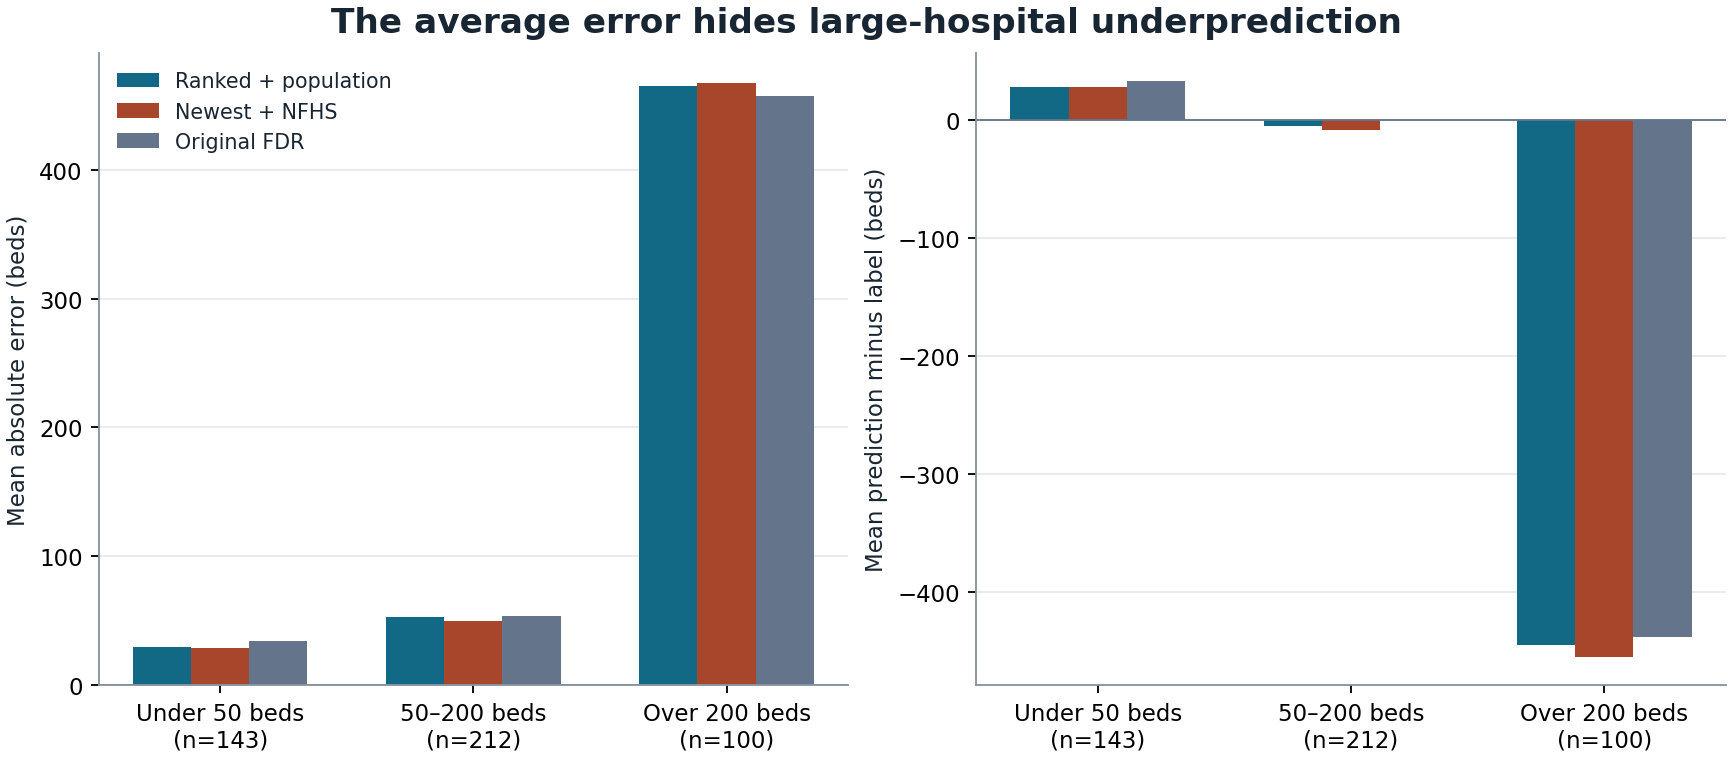 The average error hides large-hospital underprediction
Mean absolute error (beds)
400
300
200
100
0
Ranked + population
Newest + NFHS
Original FDR
Under 50 beds
(n=143)
50–200 beds
(n=212)
Over 200 beds
(n=100)
Mean prediction minus label (beds)
0
−100
−200
−300
−400
Under 50 beds
(n=143)
50–200 beds
(n=212)
Over 200 beds
(n=100)